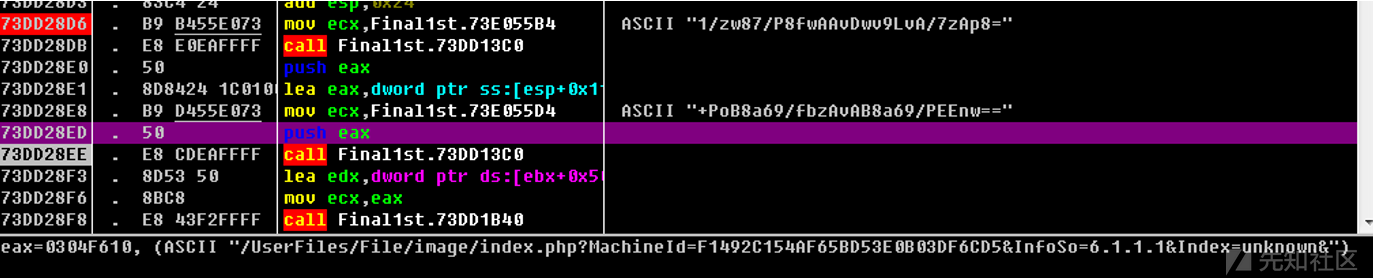 73DD28D3 . 83C4 24 add esp,0x24
73DD28D6 . B9 B455E073 mov ecx,Final1st.73E055B4 ASCII "1/zw87/P8fwAAvDwv9LvA/7zAp8="
73DD28DB . E8 E0EAFFFF call Final1st.73DD13C0
73DD28E0 . 50 push eax
73DD28E1 . 8D8424 1C010 lea eax,dword ptr ss:[esp+0x1
73DD28E8 . B9 D455E073 mov ecx,Final1st.73E055D4 ASCII "+PoB8a69/fbzAvAB8a69/PEEnw=="
73DD28ED . 50 push eax
73DD28EE . E8 CDEAFFFF call Final1st.73DD13C0
73DD28F3 . 8D53 50 lea edx,dword ptr ds:[ebx+0x5
73DD28F6 . 8BC8 mov ecx,eax
73DD28F8 . E8 43F2FFFF call Final1st.73DD1B40
eax=0304F610, (ASCII "/UserFiles/File/image/index.php?MachineId=F1492C154AF65BD53E0B03DF6CD5&InfoSo=6.1.1.1&Index=unknown&")
先知社区